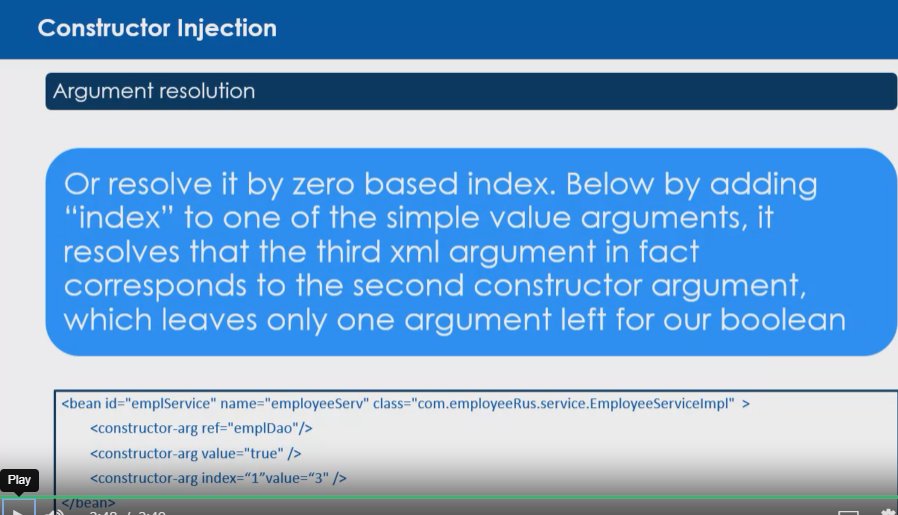 Constructor Injection
Argument resolution
Or resolve it by zero based index. Below by adding
“index” to one of the simple value arguments, it
resolves that the third xml argument in fact
corresponds to the second constructor argument,
which leaves only one argument left for our boolean
<bean id="emplService" name="employeeServ" class="com.employeeRus.service.EmployeeServiceImpl" >
<constructor-arg ref="emplDao"/>
<constructor-arg value="true" />
<constructor-arg index=“1”value=“3" />
Play
</bean>